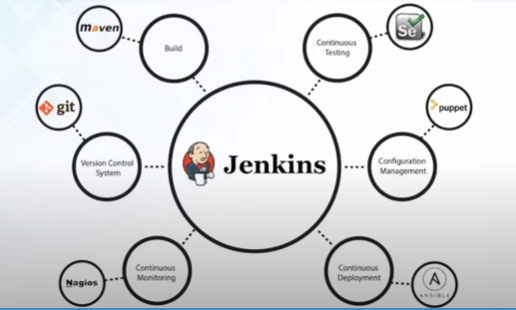 maven
Build
Continuous
Testing
Se
git
puppet
Version Control
System
Jenkins
Configuration
Management
Nagios
Continuous
Monitoring
Continuous
Deployment
A
ANSIBLE